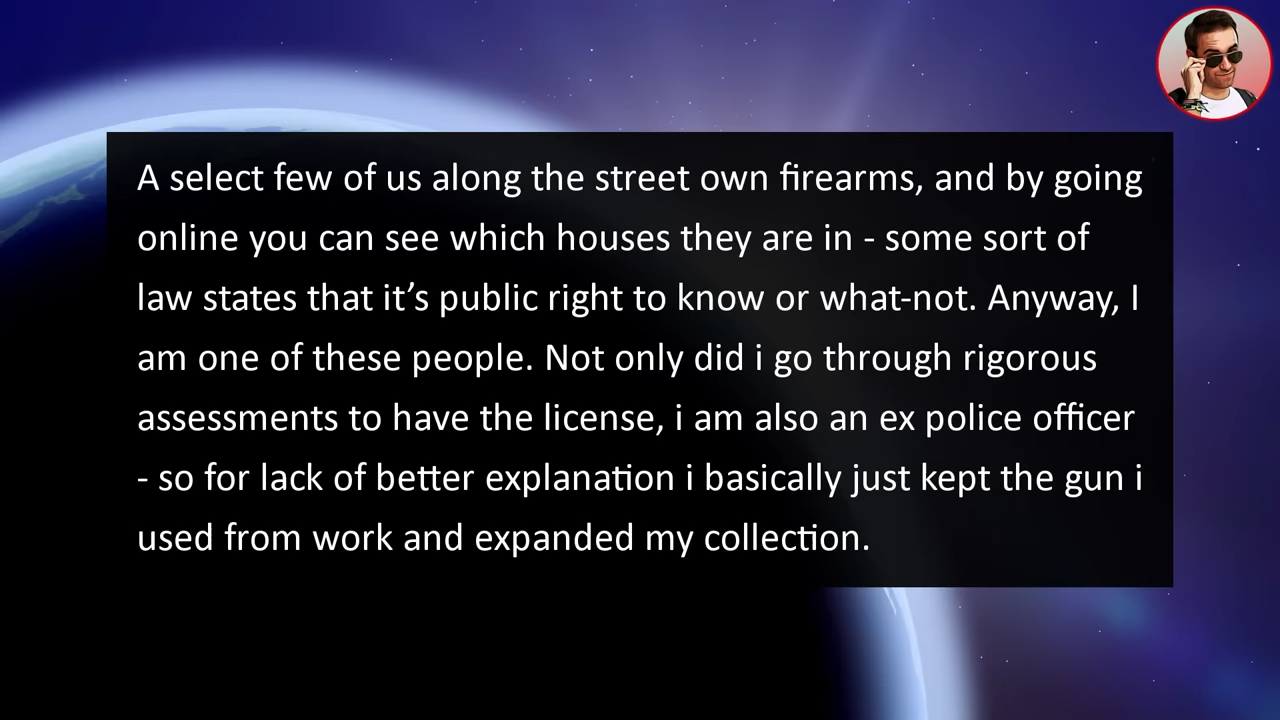 A select few of us along the street own firearms, and by going
online you can see which houses they are in - some sort of
law states that it’s public right to know or what-not. Anyway, I
am one of these people. Not only did i go through rigorous
assessments to have the license, i am also an ex police officer
- so for lack of better explanation i basically just kept the gun i
used from work and expanded my collection.